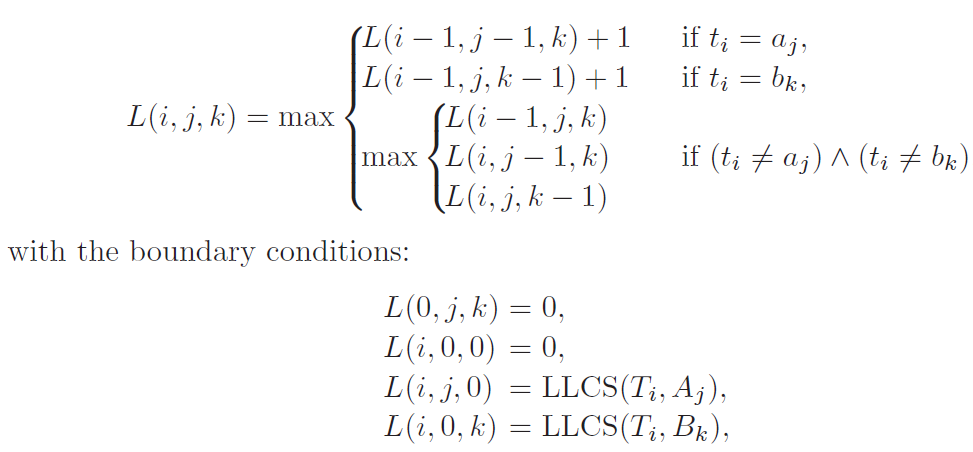 L(i, j, k) = max { L(i − 1, j − 1, k) + 1 if t_i = a_j,
L(i − 1, j, k − 1) + 1 if t_i = b_k,
max { L(i − 1, j, k)
L(i, j − 1, k) if (t_i ≠ a_j) ∧ (t_i ≠ b_k)
L(i, j, k − 1)
with the boundary conditions:
L(0, j, k) = 0,
L(i, 0, 0) = 0,
L(i, j, 0) = LLCS(T_i, A_j),
L(i, 0, k) = LLCS(T_i, B_k),